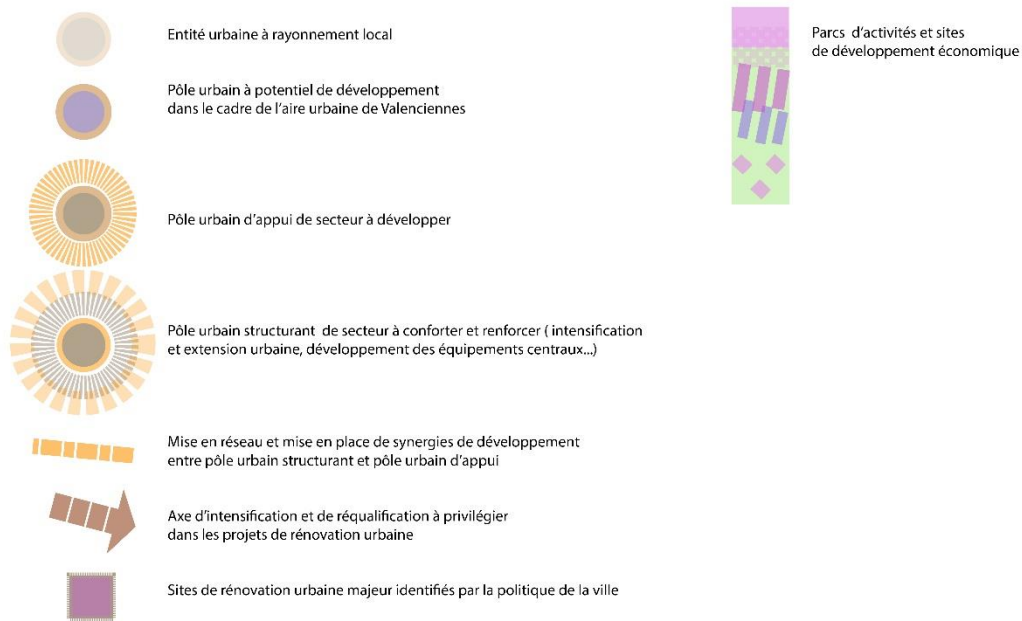 Entité urbaine à rayonnement local
Pôle urbain à potentiel de développement
dans le cadre de l'aire urbaine de Valenciennes
Pôle urbain d'appui de secteur à développer
Pôle urbain structurant de secteur à conforter et renforcer ( intensification
et extension urbaine, développement des équipements centraux...)
Mise en réseau et mise en place de synergies de développement
entre pôle urbain structurant et pôle urbain d'appui
Axe d'intensification et de réqualification à privilégier
dans les projets de rénovation urbaine
Sites de rénovation urbaine majeur identifiés par la politique de la ville
Parcs d'activités et sites
de développement économique